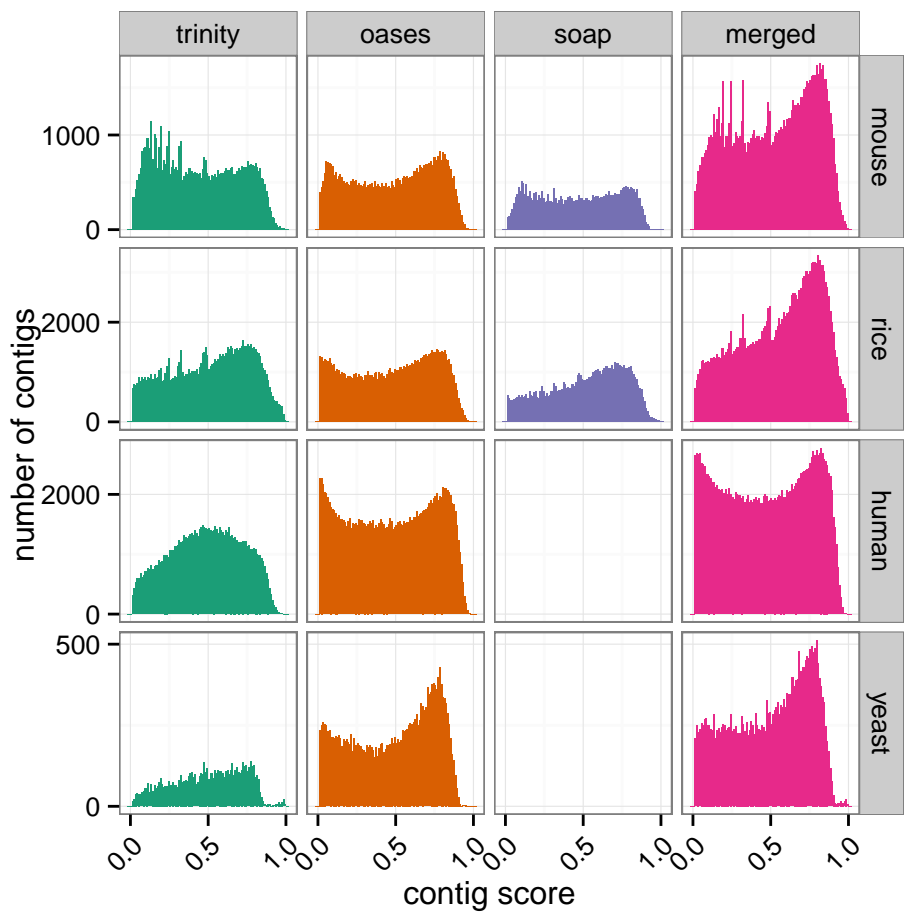 trinity oases soap merged
number of contigs
1000
0
mouse
2000
0
rice
2000
0
human
500
250
0
yeast
0.0 0.5 1.0 0.0 0.5 1.0 0.0 0.5 1.0 0.0 0.5 1.0
contig score